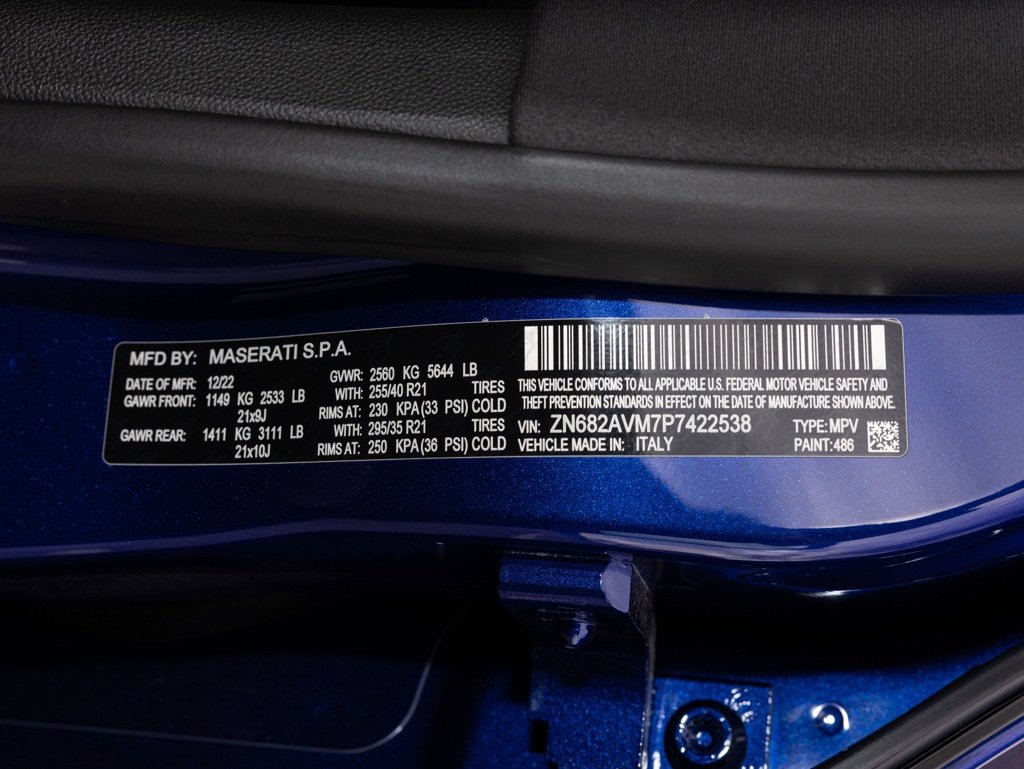 MFD BY: MASERATI S.P.A.
DATE OF MFR: 12/22 GVWR: 2560 KG 5644 LB
GAWR FRONT: 1149 KG 2533 LB WITH: 255/40 R21 TIRES
21x9J RIMS AT: 230 KPA(33 PSI) COLD
GAWR REAR: 1411 KG 3111 LB WITH: 295/35 R21 TIRES
21x10J RIMS AT: 250 KPA(36 PSI) COLD
THIS VEHICLE CONFORMS TO ALL APPLICABLE U.S. FEDERAL MOTOR VEHICLE SAFETY AND
THEFT PREVENTION STANDARDS IN EFFECT ON THE DATE OF MANUFACTURE SHOWN ABOVE.
VIN: ZN682AVM7P7422538 TYPE: MPV
VEHICLE MADE IN: ITALY PAINT:486